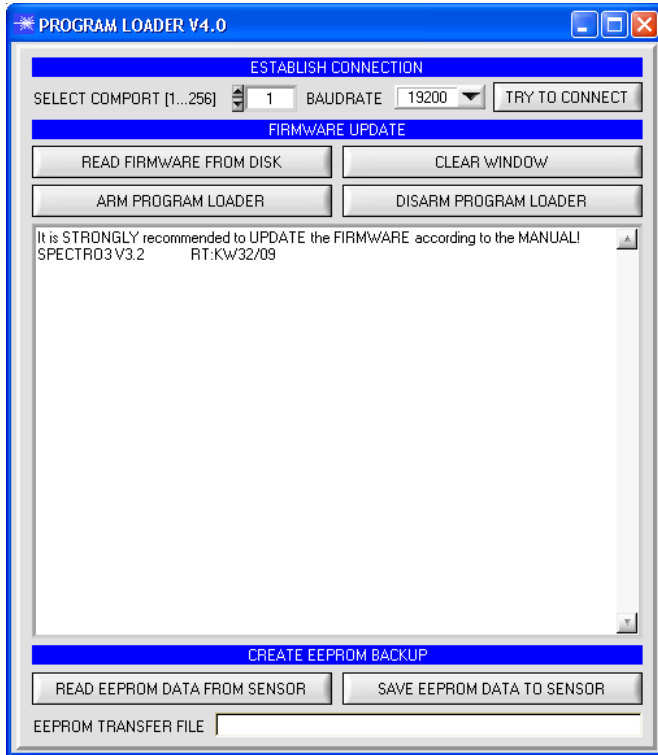 PROGRAM LOADER V4.0
ESTABLISH CONNECTION
SELECT COMPORT [1...256] 1 BAUDRATE 19200 TRY TO CONNECT
FIRMWARE UPDATE
READ FIRMWARE FROM DISK CLEAR WINDOW
ARM PROGRAM LOADER DISARM PROGRAM LOADER
It is STRONGLY recommended to UPDATE the FIRMWARE according to the MANUAL!
SPECTRO3 V3.2 RT:KW32/09
CREATE EEPROM BACKUP
READ EEPROM DATA FROM SENSOR SAVE EEPROM DATA TO SENSOR
EEPROM TRANSFER FILE